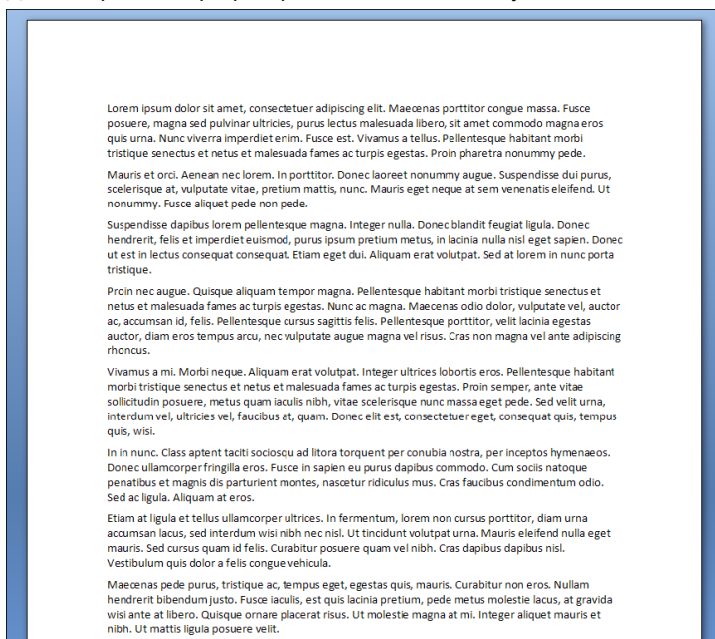 Lorem ipsum dolor sit amet, consectetuer adipiscing elit. Maecenas porttitor congue massa. Fusce
posuere, magna sed pulvinar ultricies, purus lectus malesuada libero, sit amet commodo magna eros
quis urna. Nunc viverra imperdiet enim. Fusce est. Vivamus a tellus. Pellentesque habitant morbi
tristique senectus et netus et malesuada fames ac turpis egestas. Proin pharetra nonummy pede.
Mauris et orci. Aenean nec lorem. In porttitor. Donec laoreet nonummy augue. Suspendisse dui purus,
scelerisque at, vulputate vitae, pretium mattis, nunc. Mauris eget neque at sem venenatis eleifend. Ut
nonummy. Fusce aliquet pede non pede.
Suspendisse dapibus lorem pellentesque magna. Integer nulla. Donec blandit feugiat ligula. Donec
hendrerit, felis et imperdiet euismod, purus ipsum pretium metus, in lacinia nulla nisl eget sapien. Donec
ut est in lectus consequat consequat. Etiam eget dui. Aliquam erat volutpat. Sed at lorem in nunc porta
tristique.
Proin nec augue. Quisque aliquam tempor magna. Pellentesque habitant morbi tristique senectus et
netus et malesuada fames ac turpis egestas. Nunc ac magna. Maecenas odio dolor, vulputate vel, auctor
ac, accumsan id, felis. Pellentesque cursus sagittis felis. Pellentesque porttitor, velit lacinia egestas
auctor, diam eros tempus arcu, nec vulputate augue magna vel risus. Cras non magna vel ante adipiscing
rhoncus.
Vivamus a mi. Morbi neque. Aliquam erat volutpat. Integer ultrices lobortis eros. Pellentesque habitant
morbi tristique senectus et netus et malesuada fames ac turpis egestas. Proin semper, ante vitae
sollicitudin posuere, metus quam iaculis nibh, vitae scelerisque nunc massa eget pede. Sed velit urna,
interdum vel, ultricies vel, faucibus at, quam. Donec elit est, consectetuer eget, consequat quis, tempus
quis, wisi.
In in nunc. Class aptent taciti sociosqu ad litora torquent per conubia nostra, per inceptos hymenaeos.
Donec ullamcorper fringilla eros. Fusce in sapien eu purus dapibus commodo. Cum sociis natoque
penatibus et magnis dis parturient montes, nascetur ridiculus mus. Cras faucibus condimentum odio.
Sed ac ligula. Aliquam at eros.
Etiam at ligula et tellus ullamcorper ultrices. In fermentum, lorem non cursus porttitor, diam urna
accumsan lacus, sed interdum wisi nibh nec nisl. Ut tincidunt volutpat urna. Mauris eleifend nulla eget
mauris. Sed cursus quam id felis. Curabitur posuere quam vel nibh. Cras dapibus dapibus nisl.
Vestibulum quis dolor a felis congue vehicula.
Maecenas pede purus, tristique ac, tempus eget, egestas quis, mauris. Curabitur non eros. Nullam
hendrerit bibendum justo. Fusce iaculis, est quis lacinia pretium, pede metus molestie lacus, at gravida
wisi ante at libero. Quisque ornare placerat risus. Ut molestie magna at mi. Integer aliquet mauris et
nibh. Ut mattis ligula posuere velit.